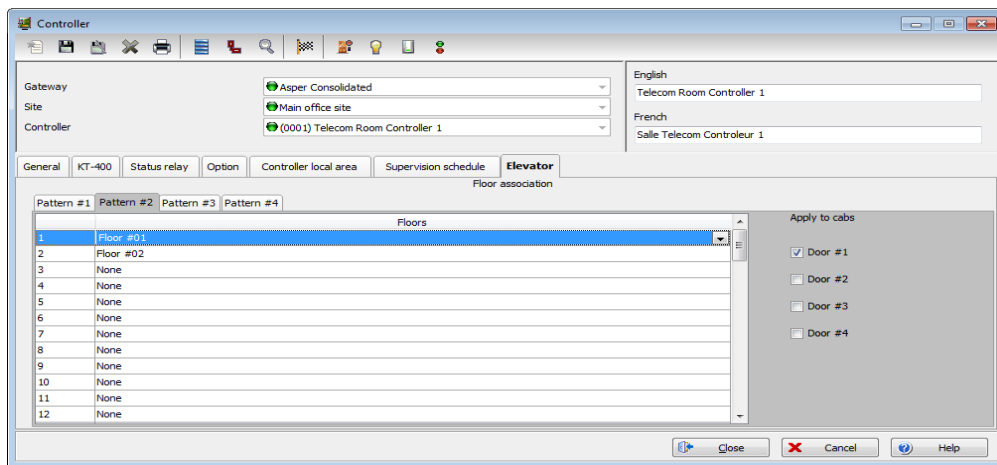 Controller
English
Gateway
Asper Consolidated
Telecom Room Controller 1
Site
Main office site
French
Controller
(0001) Telecom Room Controller 1
Salle Telecom Controleur 1
General KT-400 Status relay Option Controller local area Supervision schedule Elevator
Floor association
Pattern #1 Pattern #2 Pattern #3 Pattern #4
Floors
Apply to cabs
1 Floor #01
2 Floor #02
Door #1
3 None
4 None
Door #2
5 None
6 None
Door #3
7 None
8 None
Door #4
9 None
10 None
11 None
12 None
Close Cancel Help